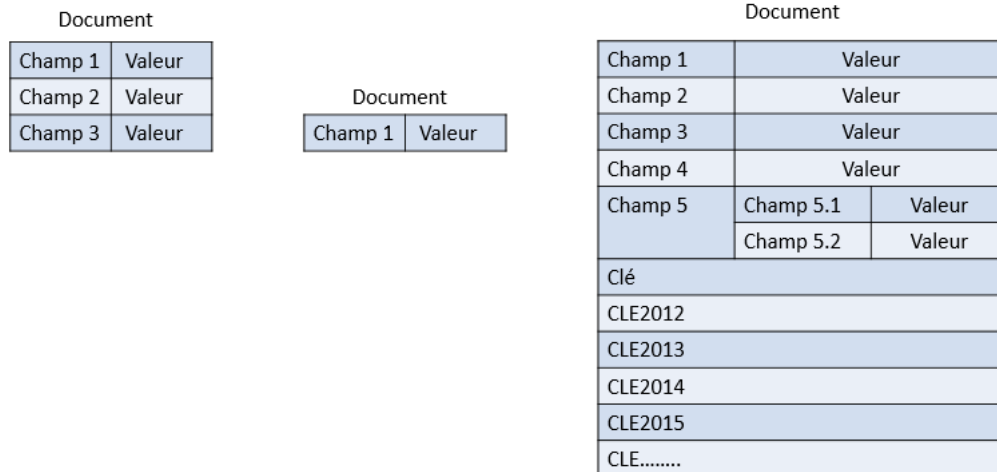 Document
Champ 1 Valeur
Champ 2 Valeur
Champ 3 Valeur
Document
Champ 1 Valeur
Document
Champ 1 Valeur
Champ 2 Valeur
Champ 3 Valeur
Champ 4 Valeur
Champ 5 Champ 5.1 Valeur
Champ 5.2 Valeur
Clé
CLE2012
CLE2013
CLE2014
CLE2015
CLE........